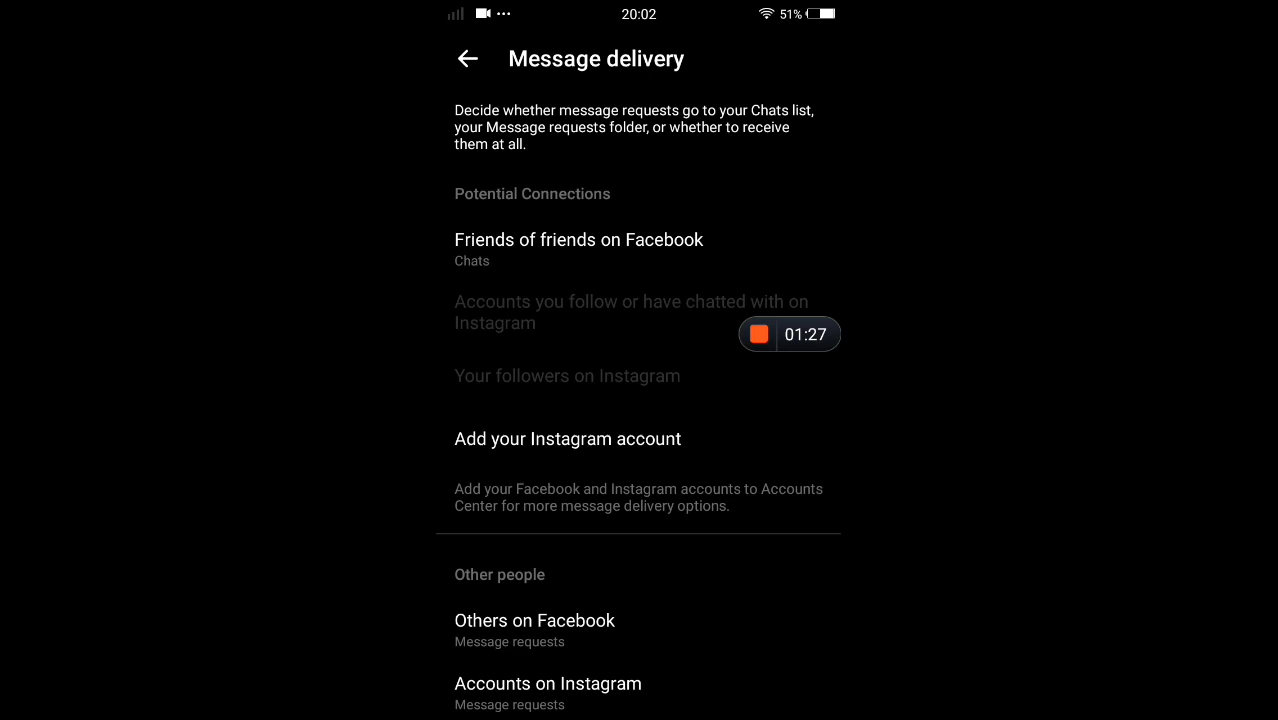 20:02
51%
Message delivery
Decide whether message requests go to your Chats list,
your Message requests folder, or whether to receive
them at all.
Potential Connections
Friends of friends on Facebook
Chats
Accounts you follow or have chatted with on
Instagram
01:27
Your followers on Instagram
Add your Instagram account
Add your Facebook and Instagram accounts to Accounts
Center for more message delivery options.
Other people
Others on Facebook
Message requests
Accounts on Instagram
Message requests